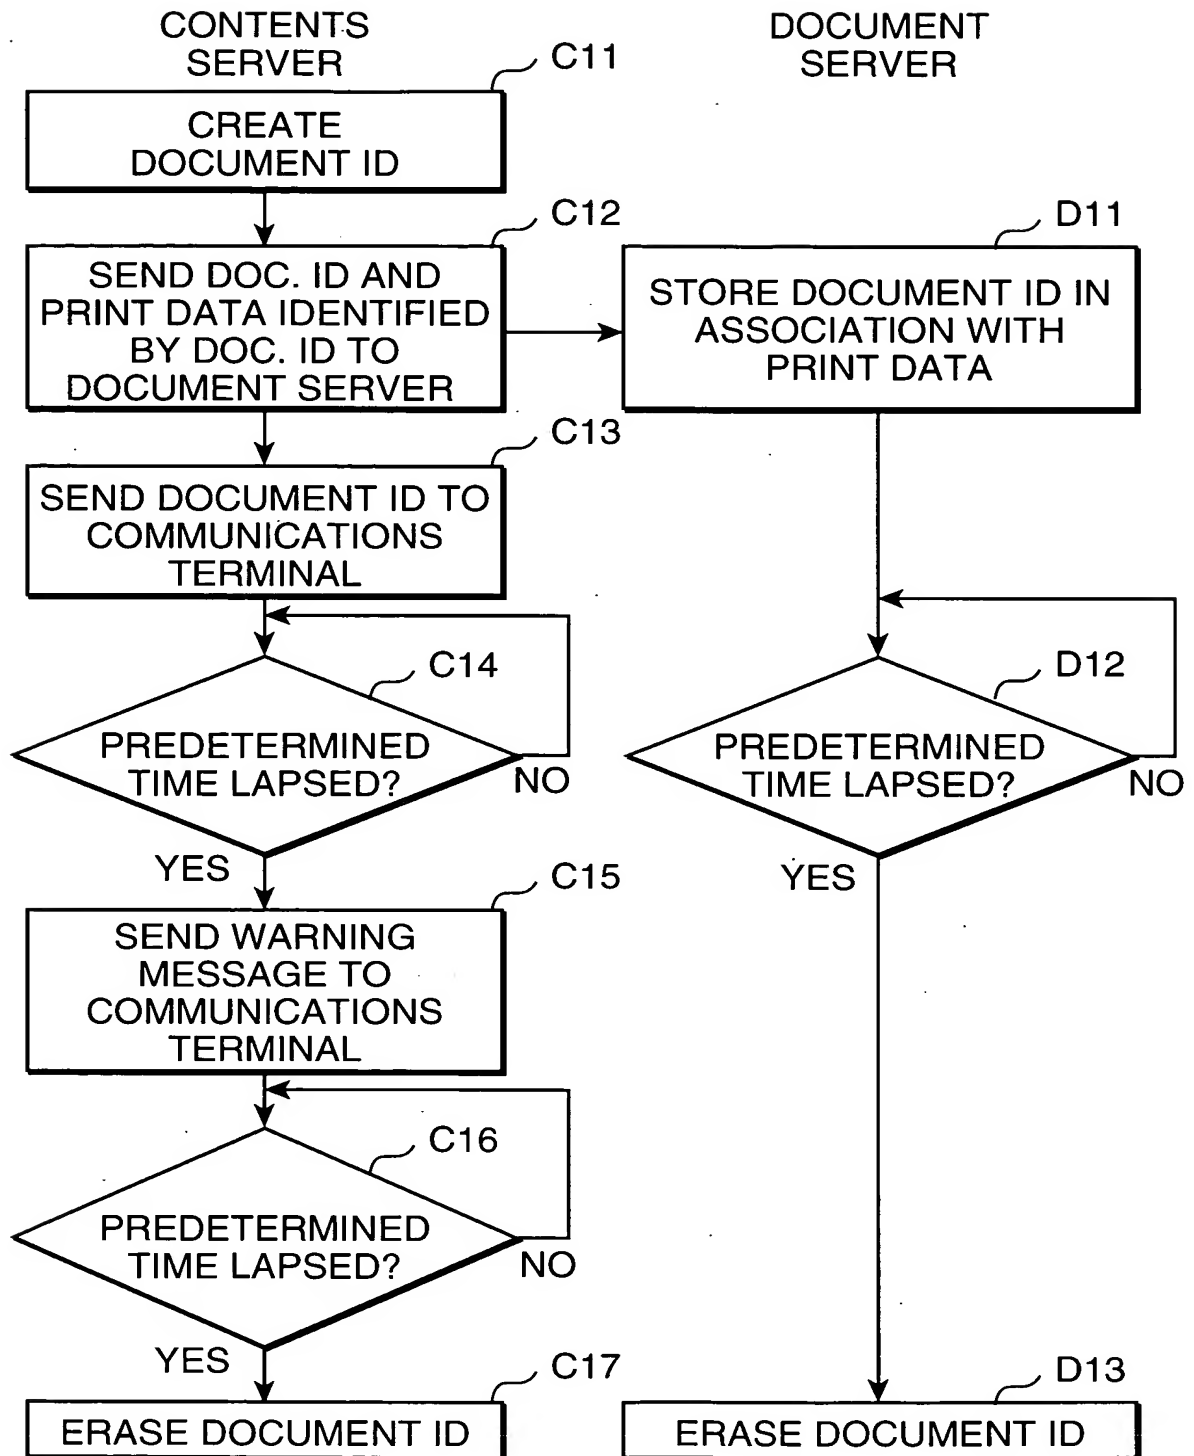 CONTENTS
SERVER
DOCUMENT
SERVER
C11
CREATE
DOCUMENT ID
C12
SEND DOC. ID AND
PRINT DATA IDENTIFIED
BY DOC. ID TO
DOCUMENT SERVER
D11
STORE DOCUMENT ID IN
ASSOCIATION WITH
PRINT DATA
C13
SEND DOCUMENT ID TO
COMMUNICATIONS
TERMINAL
C14
PREDETERMINED
TIME LAPSED?
NO
YES
D12
PREDETERMINED
TIME LAPSED?
NO
YES
C15
SEND WARNING
MESSAGE TO
COMMUNICATIONS
TERMINAL
C16
PREDETERMINED
TIME LAPSED?
NO
YES
C17
ERASE DOCUMENT ID
D13
ERASE DOCUMENT ID